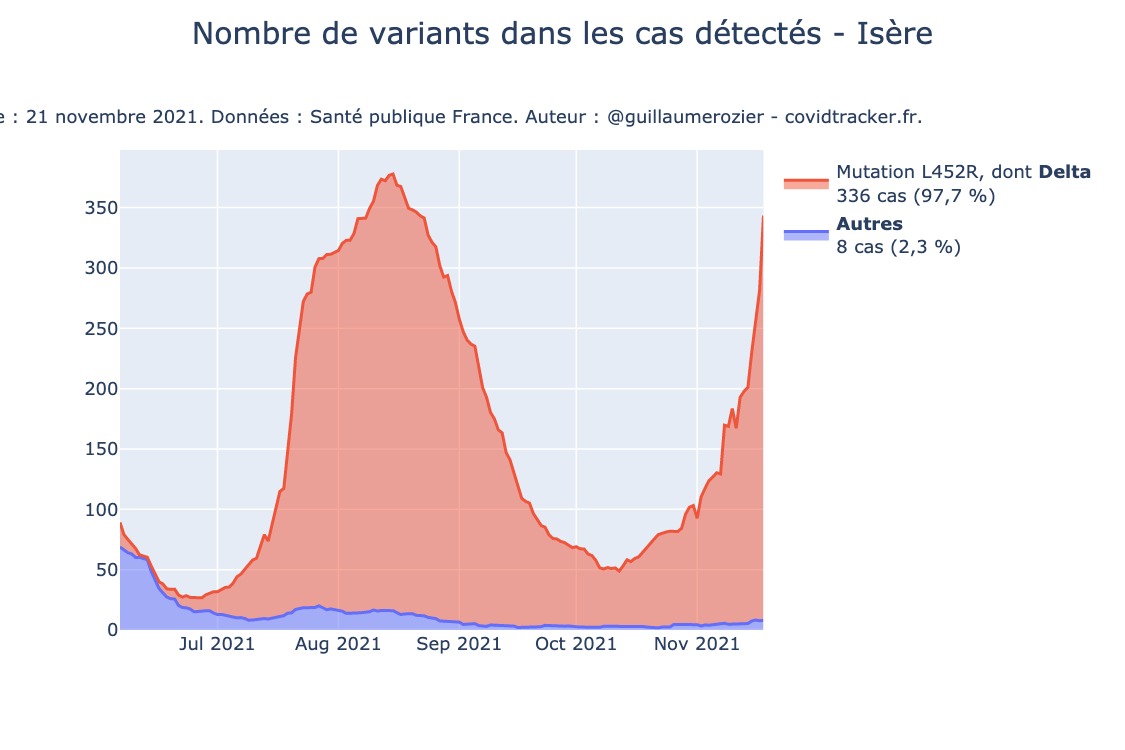 Nombre de variants dans les cas détectés - Isère
: 21 novembre 2021. Données : Santé publique France. Auteur : @guillaumerozier - covidtracker.fr.
Mutation L452R, dont Delta
336 cas (97,7 %)
Autres
8 cas (2,3 %)
350
300
250
200
150
100
50
0
Jul 2021 Aug 2021 Sep 2021 Oct 2021 Nov 2021